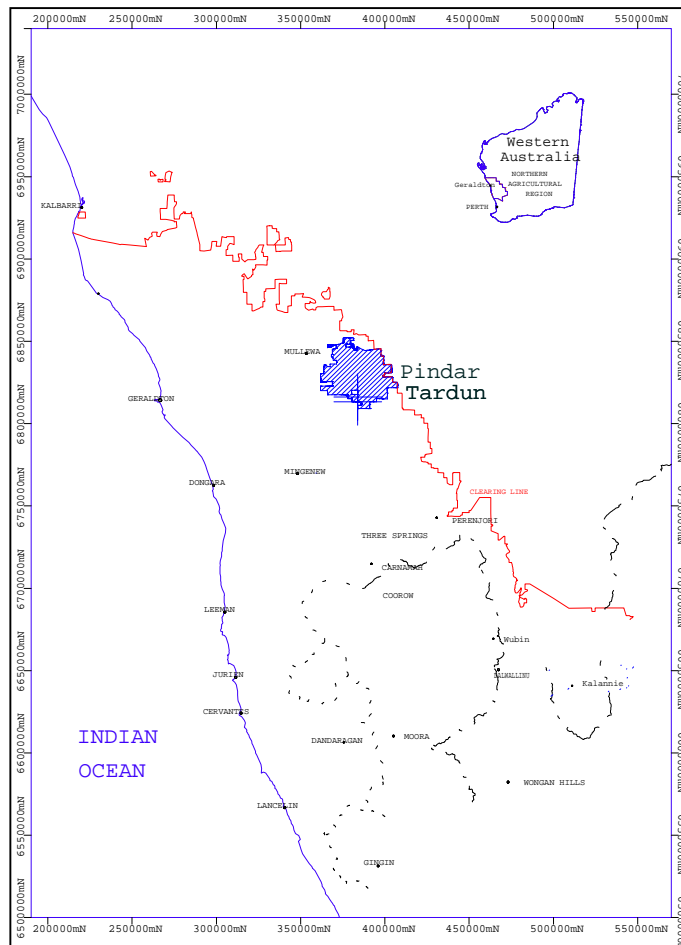 200000mN 250000mN 300000mN 350000mN 400000mN 450000mN 500000mN 550000mN
7000000mN
6950000mN
6900000mN
6850000mN
6800000mN
6750000mN
6700000mN
6650000mN
6600000mN
6550000mN
6500000mN
Western
Australia
NORTHERN
AGRICULTURAL
REGION
Geraldton
PERTH
KALBARRI
MULLEWA
Pindar
Tardun
GERALDTON
MINGENEW
DONGARA
CLEARING LINE
PERENJORI
THREE SPRINGS
CARNAMAH
COOROW
LEEMAN
Wubin
DALWALLINU
JURIEN
Kalannie
CERVANTES
INDIAN
OCEAN
DANDARAGAN
MOORA
WONGAN HILLS
LANCELIN
GINGIN
200000mN 250000mN 300000mN 350000mN 400000mN 450000mN 500000mN 550000mN